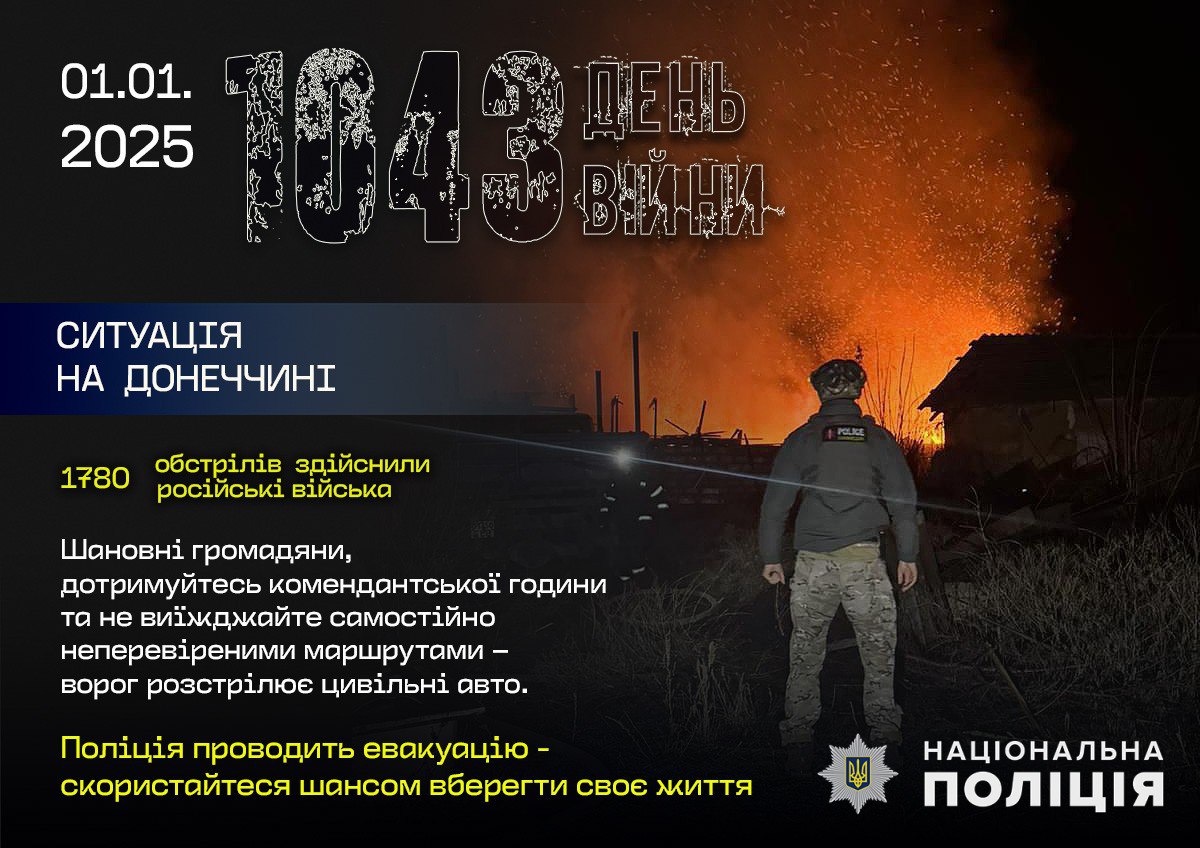 01.01.
2025
1043
ДЕНЬ
ВІЙНИ
СИТУАЦІЯ
НА ДОНЕЧЧИНІ
1780
обстрілів здійснили
російські війська
Шановні громадяни,
дотримуйтесь комендантської години
та не виїжджайте самостійно
неперевіреними маршрутами –
ворог розстрілює цивільні авто.
Поліція проводить евакуацію -
скористайтеся шансом вберегти своє життя
POLICE
НАЦІОНАЛЬНА
ПОЛІЦІЯ